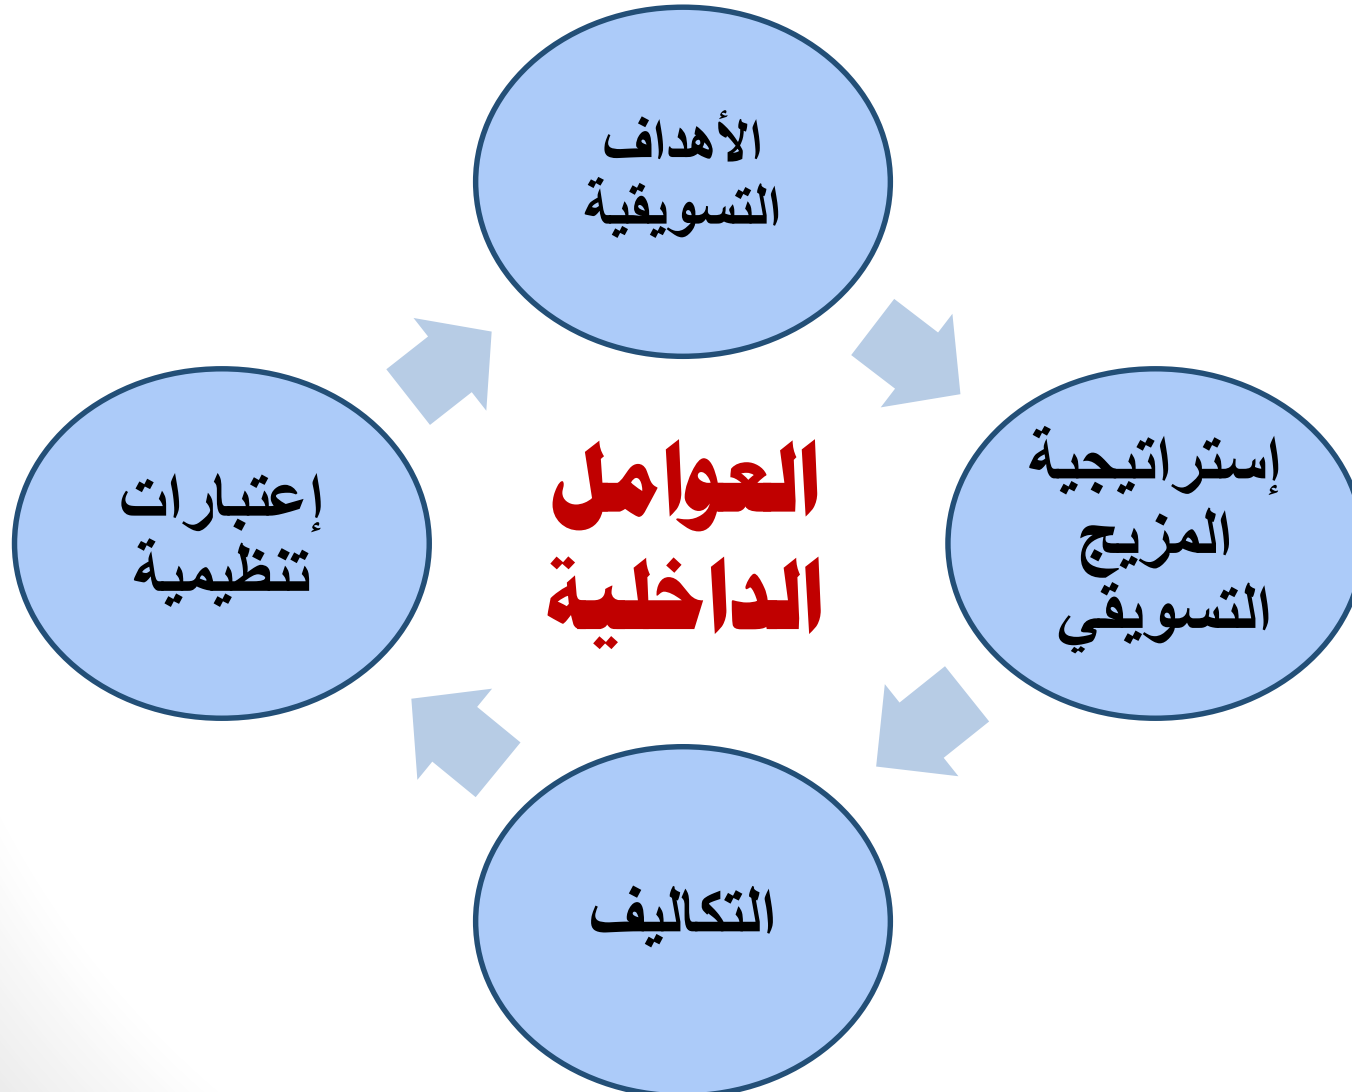 الأهداف
التسويقية
إستراتيجية
المزيج
التسويقي
العوامل
الداخلية
إعتبارات
تنظيمية
التكاليف